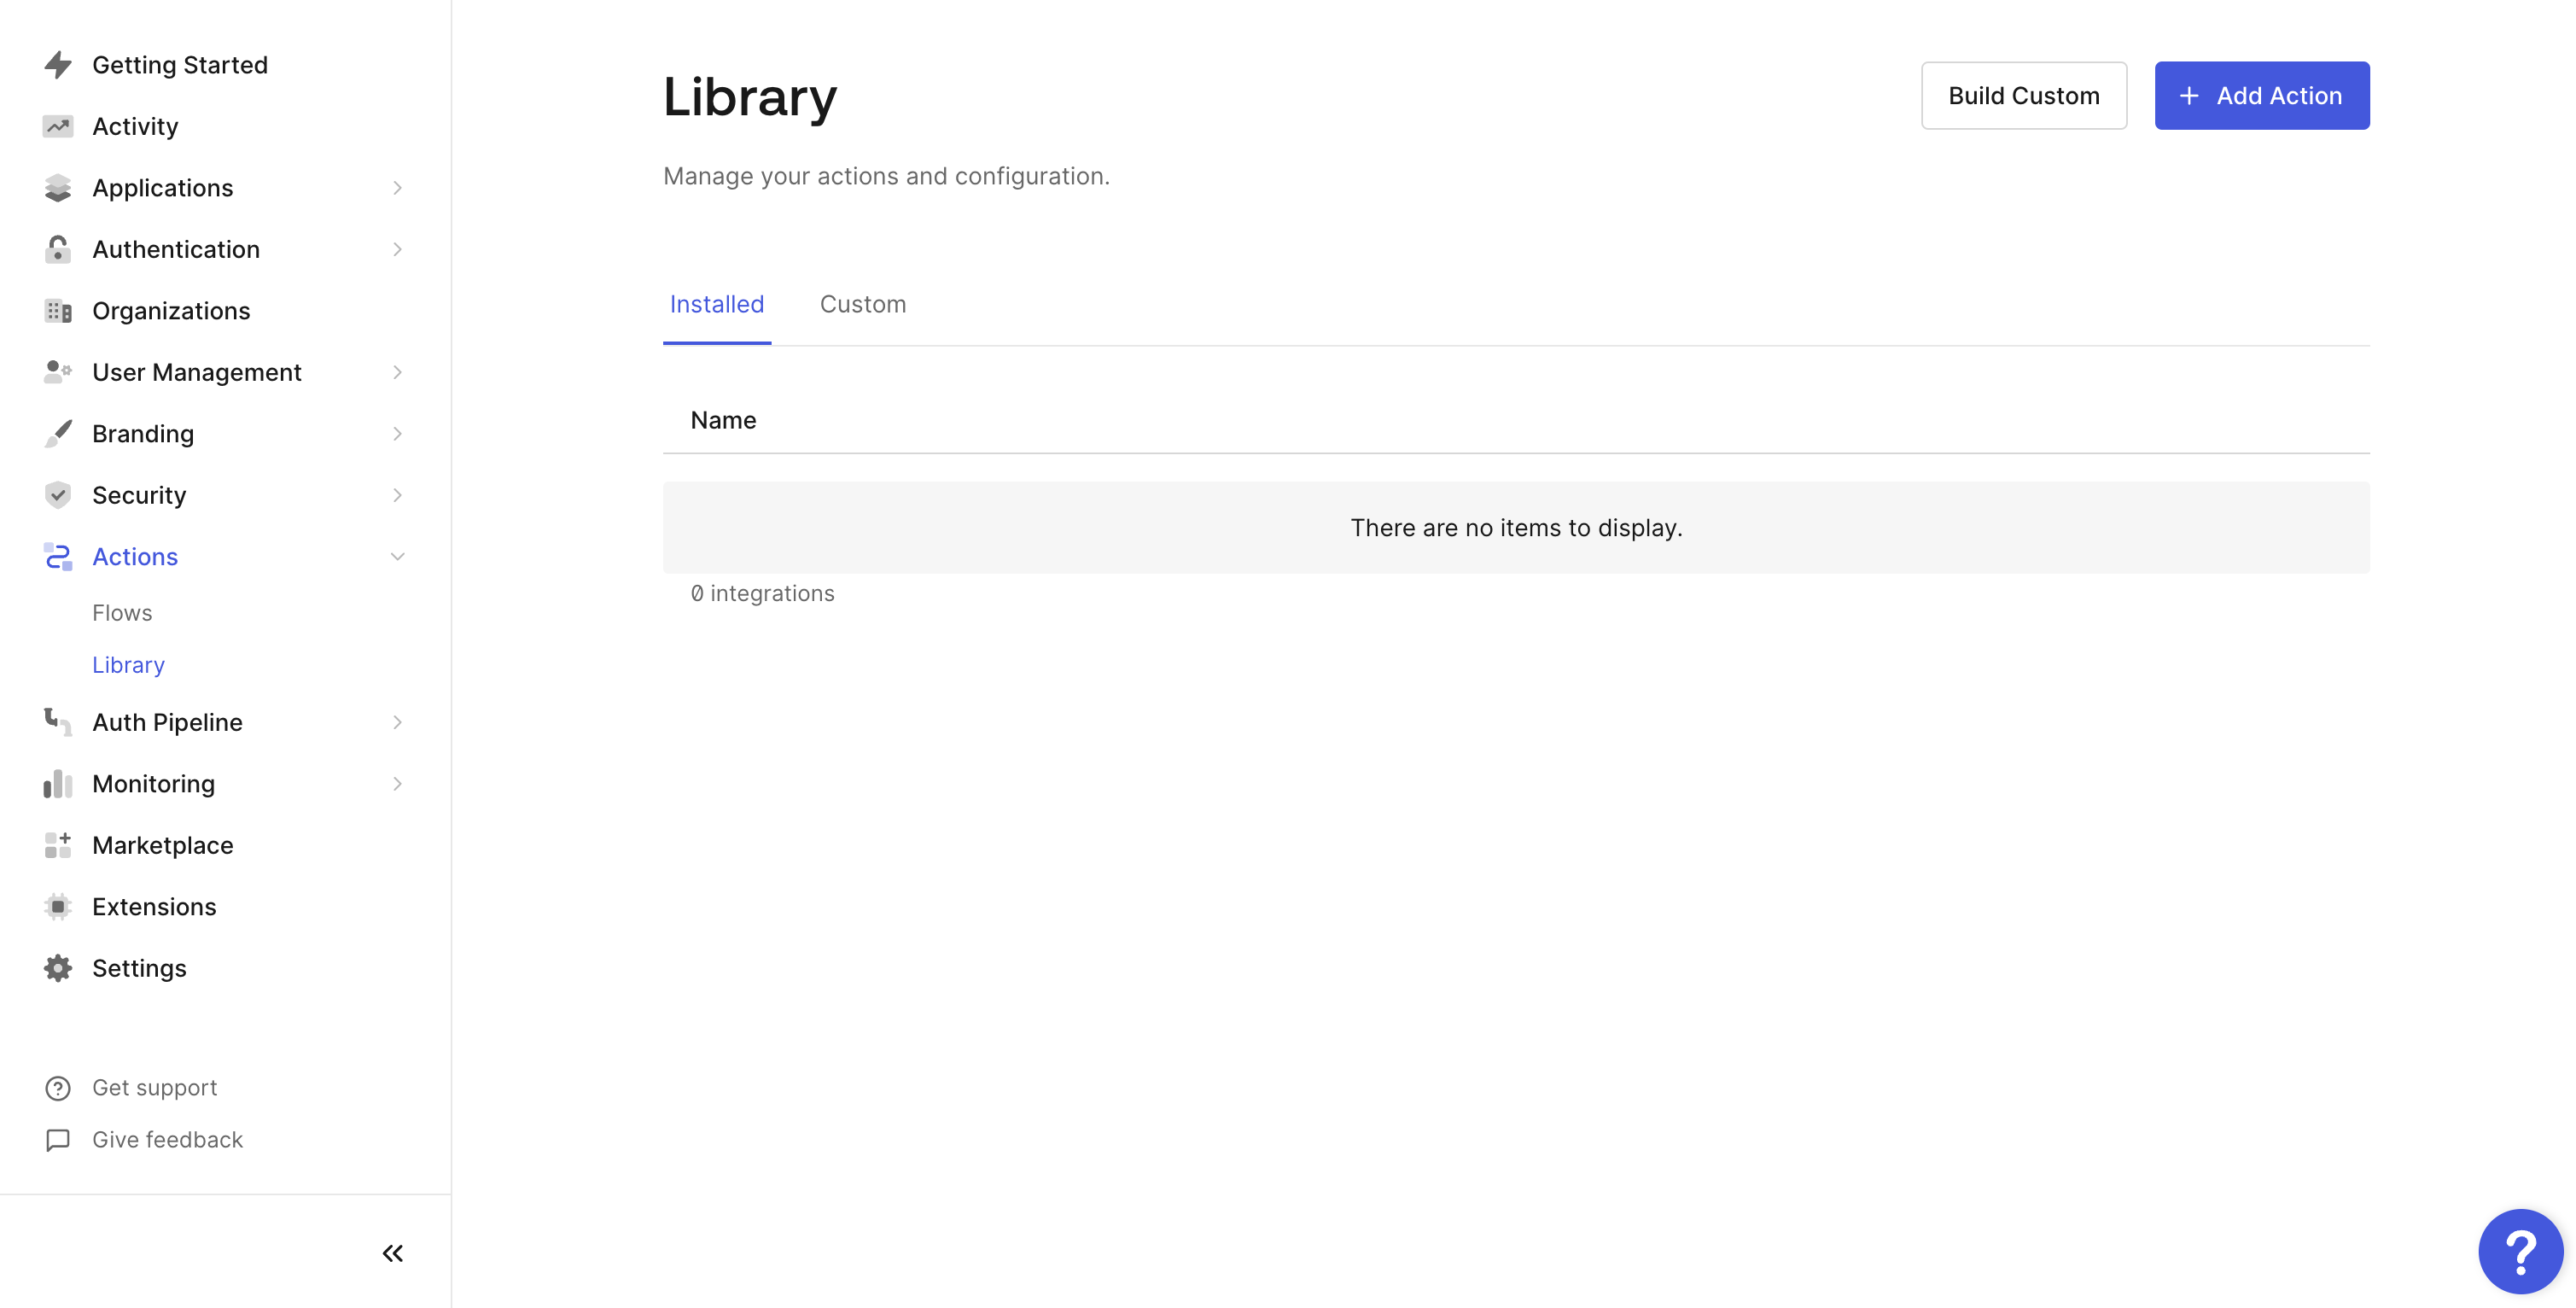 Getting Started
Activity
Applications
Authentication
Organizations
User Management
Branding
Security
Actions
Flows
Library
Auth Pipeline
Monitoring
Marketplace
Extensions
Settings
Get support
Give feedback
Library
Build Custom
+ Add Action
Manage your actions and configuration.
Installed Custom
Name
There are no items to display.
0 integrations
?